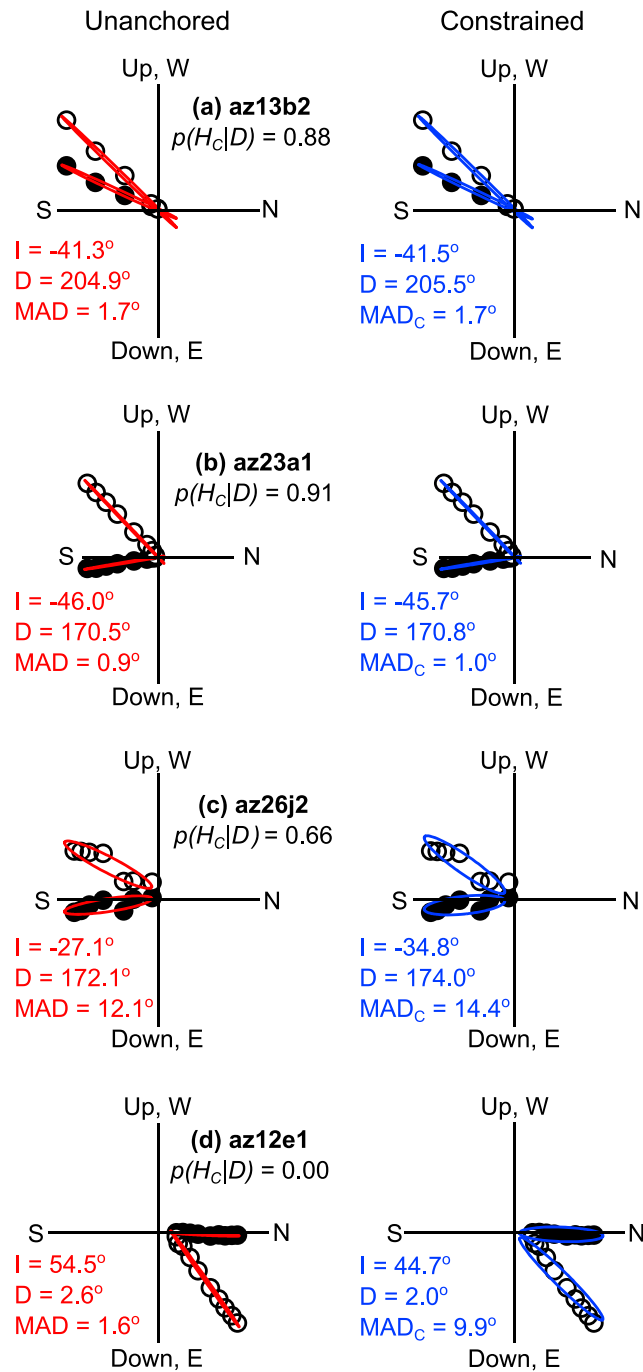 Unanchored
Constrained
Up, W
Up, W
(a) az13b2
p(H_C|D) = 0.88
S
N
S
N
I = -41.3°
D = 204.9°
MAD = 1.7°
I = -41.5°
D = 205.5°
MAD_C = 1.7°
Down, E
Down, E
Up, W
Up, W
(b) az23a1
p(H_C|D) = 0.91
S
N
S
N
I = -46.0°
D = 170.5°
MAD = 0.9°
I = -45.7°
D = 170.8°
MAD_C = 1.0°
Down, E
Down, E
Up, W
Up, W
(c) az26j2
p(H_C|D) = 0.66
S
N
S
N
I = -27.1°
D = 172.1°
MAD = 12.1°
I = -34.8°
D = 174.0°
MAD_C = 14.4°
Down, E
Down, E
Up, W
Up, W
(d) az12e1
p(H_C|D) = 0.00
S
N
S
N
I = 54.5°
D = 2.6°
MAD = 1.6°
I = 44.7°
D = 2.0°
MAD_C = 9.9°
Down, E
Down, E